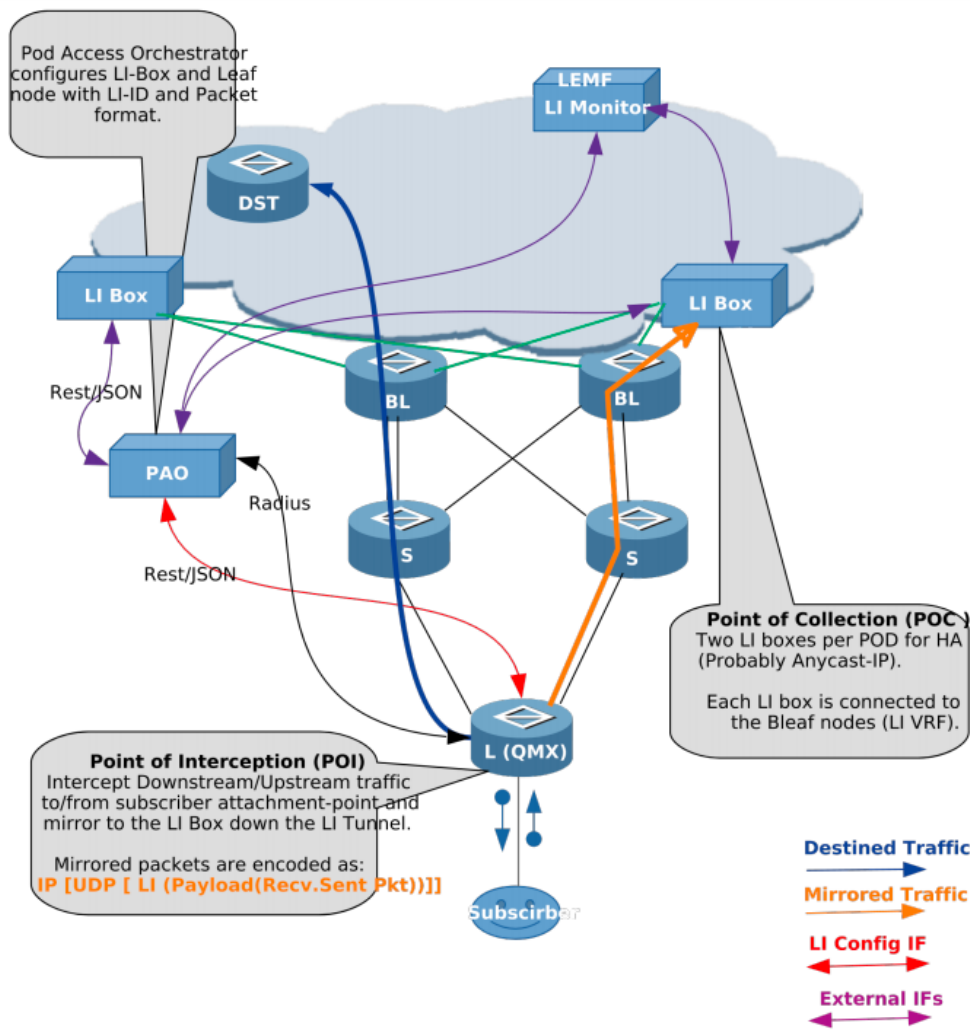 Pod Access Orchestrator
configures LI-Box and Leaf
node with LI-ID and Packet
format.
LEMF
LI Monitor
DST
LI Box
LI Box
Rest/JSON
BL
BL
PAO
Radius
S
S
Rest/JSON
Point of Collection (POC )
Two LI boxes per POD for HA
(Probably Anycast-IP).
Each LI box is connected to
the Bleaf nodes (LI VRF).
L (QMX)
Point of Interception (POI)
Intercept Downstream/Upstream traffic
to/from subscriber attachment-point and
mirror to the LI Box down the LI Tunnel.
Mirrored packets are encoded as:
IP [UDP [ LI (Payload(Recv.Sent Pkt))]]
Subscirber
Destined Traffic
Mirrored Traffic
LI Config IF
External IFs